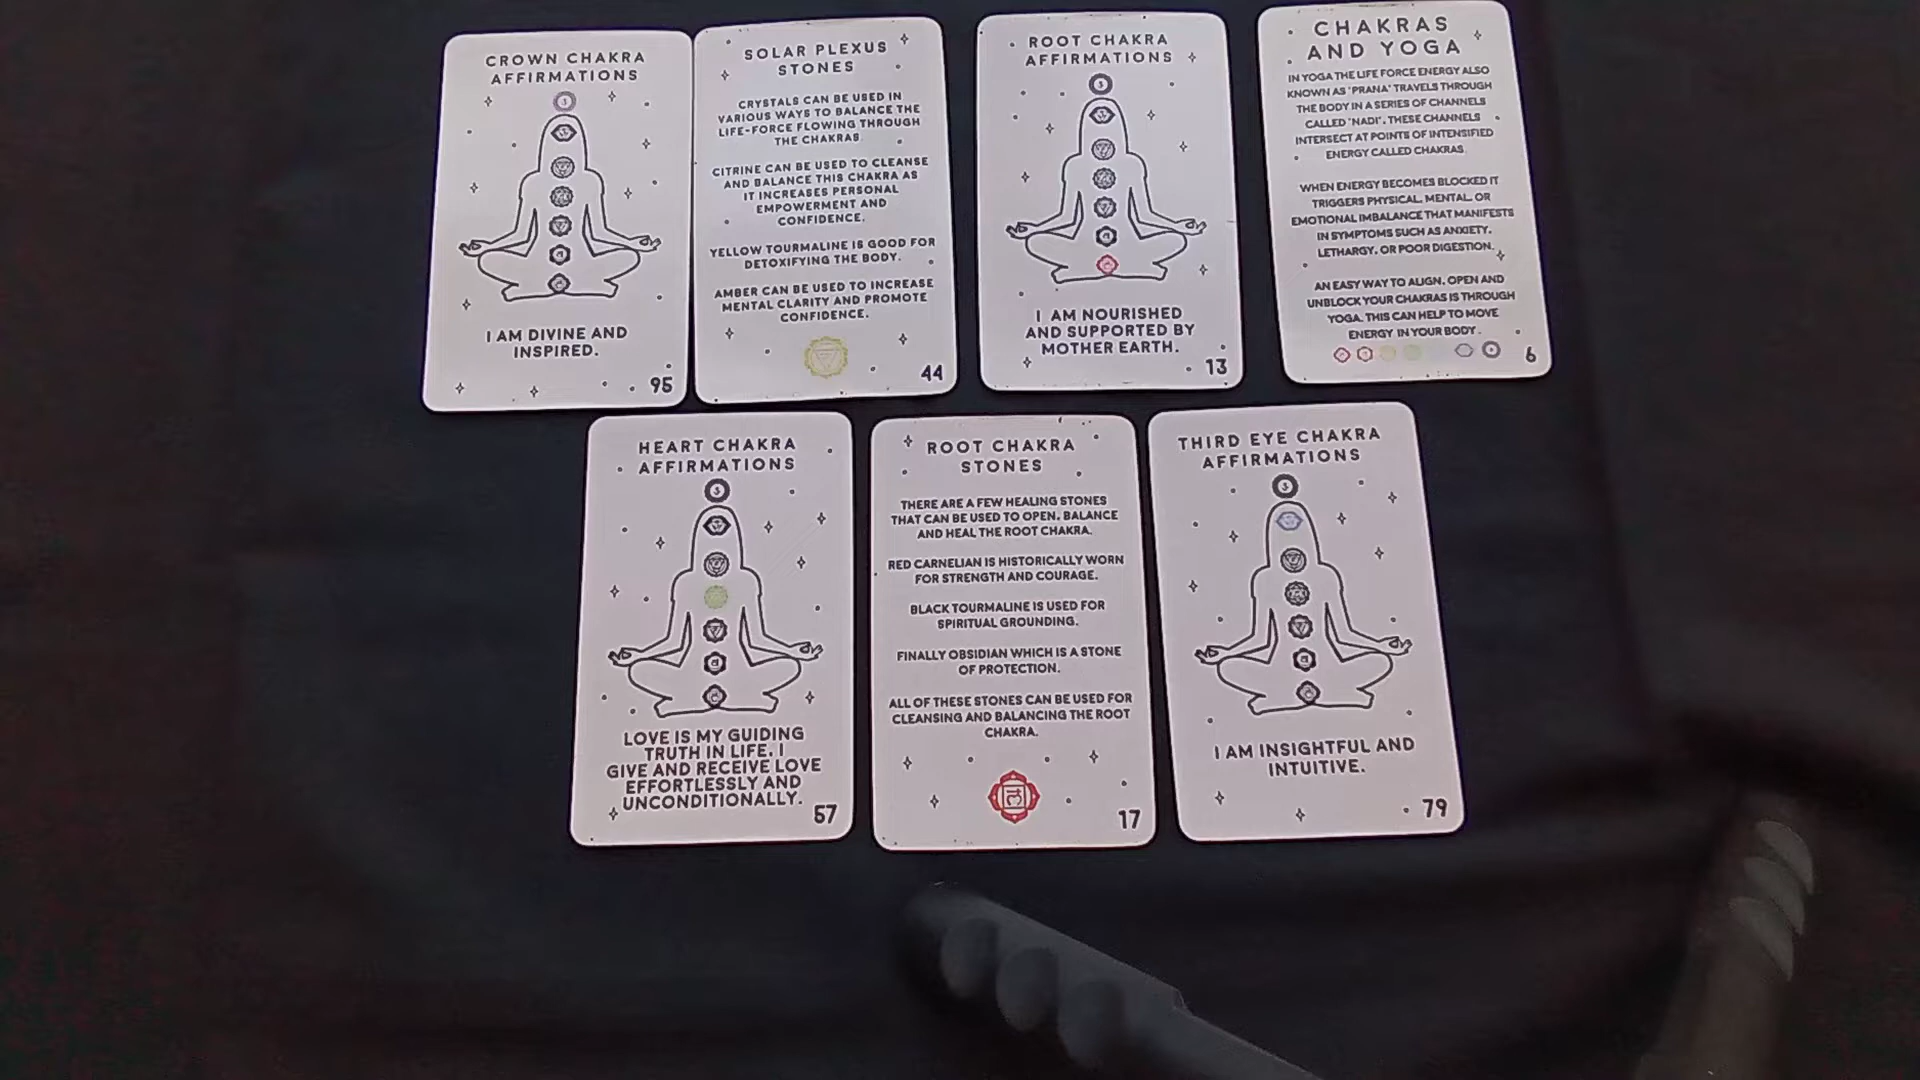 CROWN CHAKRA
AFFIRMATIONS
I AM DIVINE AND
INSPIRED.
95
SOLAR PLEXUS
STONES
CRYSTALS CAN BE USED IN
VARIOUS WAYS TO BALANCE THE
LIFE-FORCE FLOWING THROUGH
THE CHAKRAS
CITRINE CAN BE USED TO CLEANSE
AND BALANCE THIS CHAKRA AS
IT INCREASES PERSONAL
EMPOWERMENT AND
CONFIDENCE.
YELLOW TOURMALINE IS GOOD FOR
DETOXIFYING THE BODY.
AMBER CAN BE USED TO INCREASE
MENTAL CLARITY AND PROMOTE
CONFIDENCE.
44
ROOT CHAKRA
AFFIRMATIONS
I AM NOURISHED
AND SUPPORTED BY
MOTHER EARTH.
13
CHAKRAS
AND YOGA
IN YOGA THE LIFE FORCE ENERGY ALSO
KNOWN AS 'PRANA' TRAVELS THROUGH
THE BODY IN A SERIES OF CHANNELS
CALLED 'NADI'. THESE CHANNELS
INTERSECT AT POINTS OF INTENSIFIED
ENERGY CALLED CHAKRAS
WHEN ENERGY BECOMES BLOCKED IT
TRIGGERS PHYSICAL, MENTAL, OR
EMOTIONAL IMBALANCE THAT MANIFESTS
IN SYMPTOMS SUCH AS ANXIETY,
LETHARGY, OR POOR DIGESTION.
AN EASY WAY TO ALIGN, OPEN AND
UNBLOCK YOUR CHAKRAS IS THROUGH
YOGA. THIS CAN HELP TO MOVE
ENERGY IN YOUR BODY.
6
HEART CHAKRA
AFFIRMATIONS
LOVE IS MY GUIDING
TRUTH IN LIFE. I
GIVE AND RECEIVE LOVE
EFFORTLESSLY AND
UNCONDITIONALLY.
57
ROOT CHAKRA
STONES
THERE ARE A FEW HEALING STONES
THAT CAN BE USED TO OPEN, BALANCE
AND HEAL THE ROOT CHAKRA.
RED CARNELIAN IS HISTORICALLY WORN
FOR STRENGTH AND COURAGE.
BLACK TOURMALINE IS USED FOR
SPIRITUAL GROUNDING.
FINALLY OBSIDIAN WHICH IS A STONE
OF PROTECTION.
ALL OF THESE STONES CAN BE USED FOR
CLEANSING AND BALANCING THE ROOT
CHAKRA.
17
THIRD EYE CHAKRA
AFFIRMATIONS
I AM INSIGHTFUL AND
INTUITIVE.
79